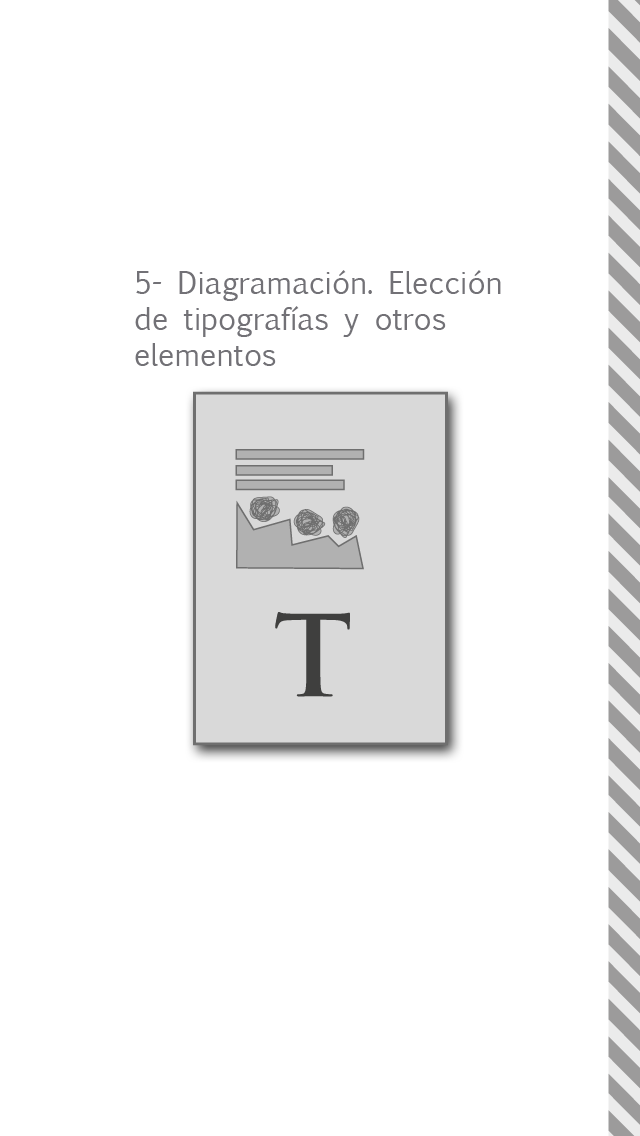 5- Diagramación. Elección
de tipografías y otros
elementos
T